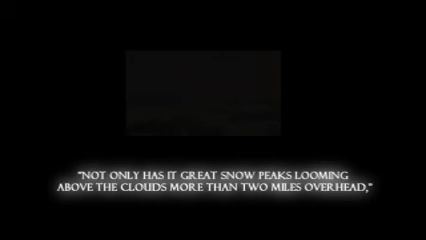 "NOT ONLY HAS IT GREAT SNOW PEAKS LOOMING
ABOVE THE CLOUDS MORE THAN TWO MILES OVERHEAD,"